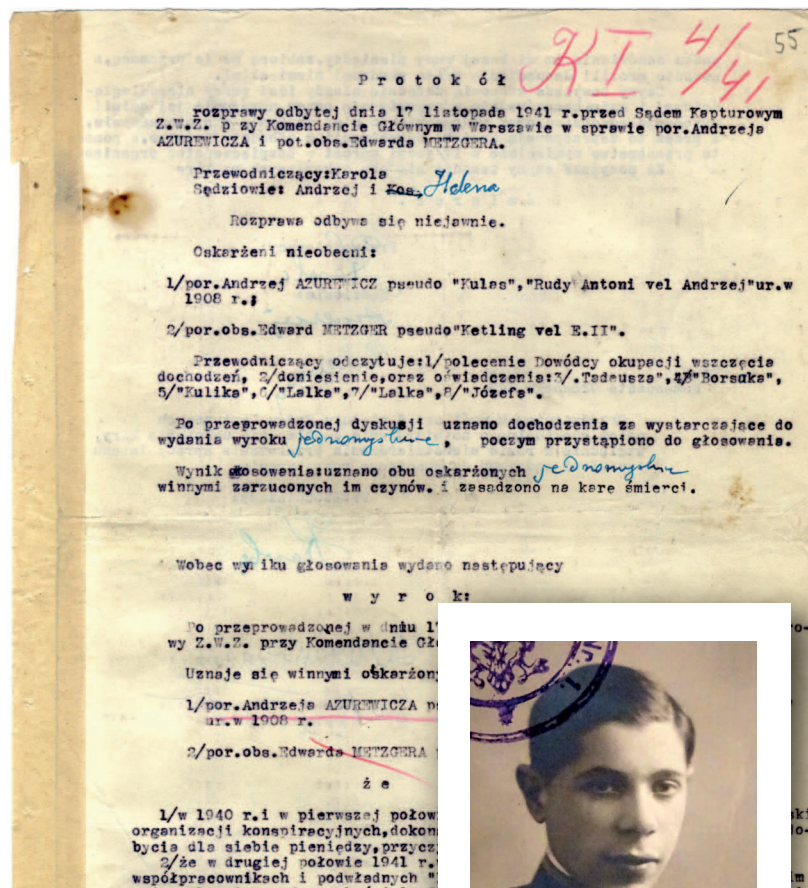 K I 4/41
55
Protokół
rozprawy odbytej dnia 17 listopada 1941 r.przed Sądem Kapturowym
Z.W.Z. p zy Komendancie Głównym w Warszawie w sprawie por.Andrzeja
AZUREWICZA i pot.obs.Edwarda METZGERA.
Przewodniczący:Karola
Sędziowie: Andrzej i Kos, Helena
Rozprawa odbywa się niejawnie.
Oskarżeni nieobecni:
1/por.Andrzej AZUREWICZ pseudo "Kulas","Rudy Antoni vel Andrzej"ur.w
1908 r.;
2/por.obs.Edward METZGER pseudo"Ketling vel E.II".
Przewodniczący odczytuje:1/polecenie Dowódcy okupacji wszczęcia
dochodzeń, 2/doniesienie,oraz oświadczenia:3/.Tadeusza",4/"Borsuka",
5/"Kulika",6/"Lalka",7/"Lalka",8/"Józefa".
Po przeprowadzonej dyskusji uznano dochodzenia za wystarczające do
wydania wyroku jednomyślnie, poczym przystąpiono do głosowania.
Wynik głosowania:uznano obu oskarżonych jednomyślnie
winnymi zarzuconych im czynów. i zasądzono na karę śmierci.
Wobec wyniku głosowania wydano następujący
wyrok:
Po przeprowadzonej w dniu 17
wy Z.W.Z. przy Komendancie Gł
Uznaje się winnymi oskarżon
1/por.Andrzeja AZUREWICZA
ur.w 1908 r.
2/por.obs.Edwarda METZGERA
że
1/w 1940 r.i w pierwszej połow
organizacji konspiracyjnych,dokon
bycia dla siebie pieniędzy,przycz
2/że w drugiej połowie 1941 r.
współpracownikach i podwładnych "